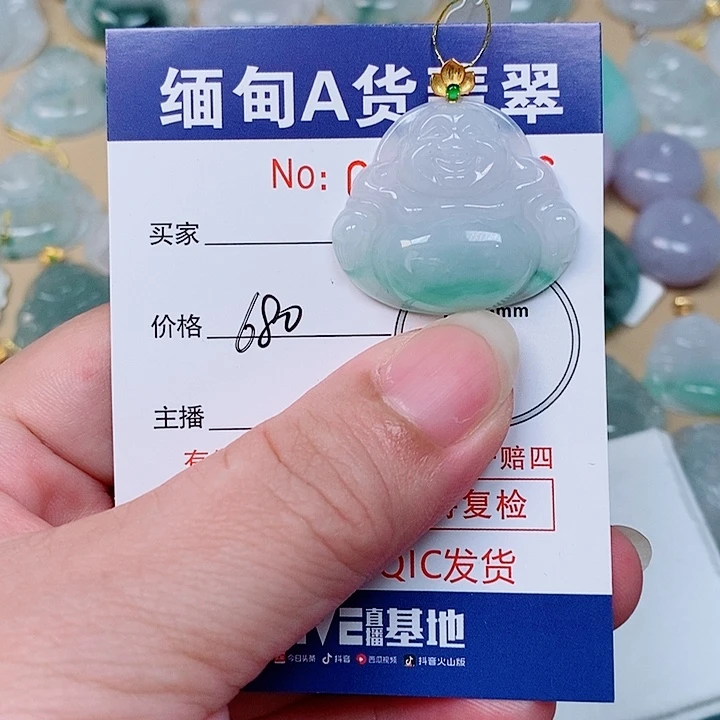 缅甸A货 翠
No:
买家
mm
价格 680
主播
赔四
复检
QIC发货
直播基地
今日头条 抖音 西瓜视频 抖音火山版